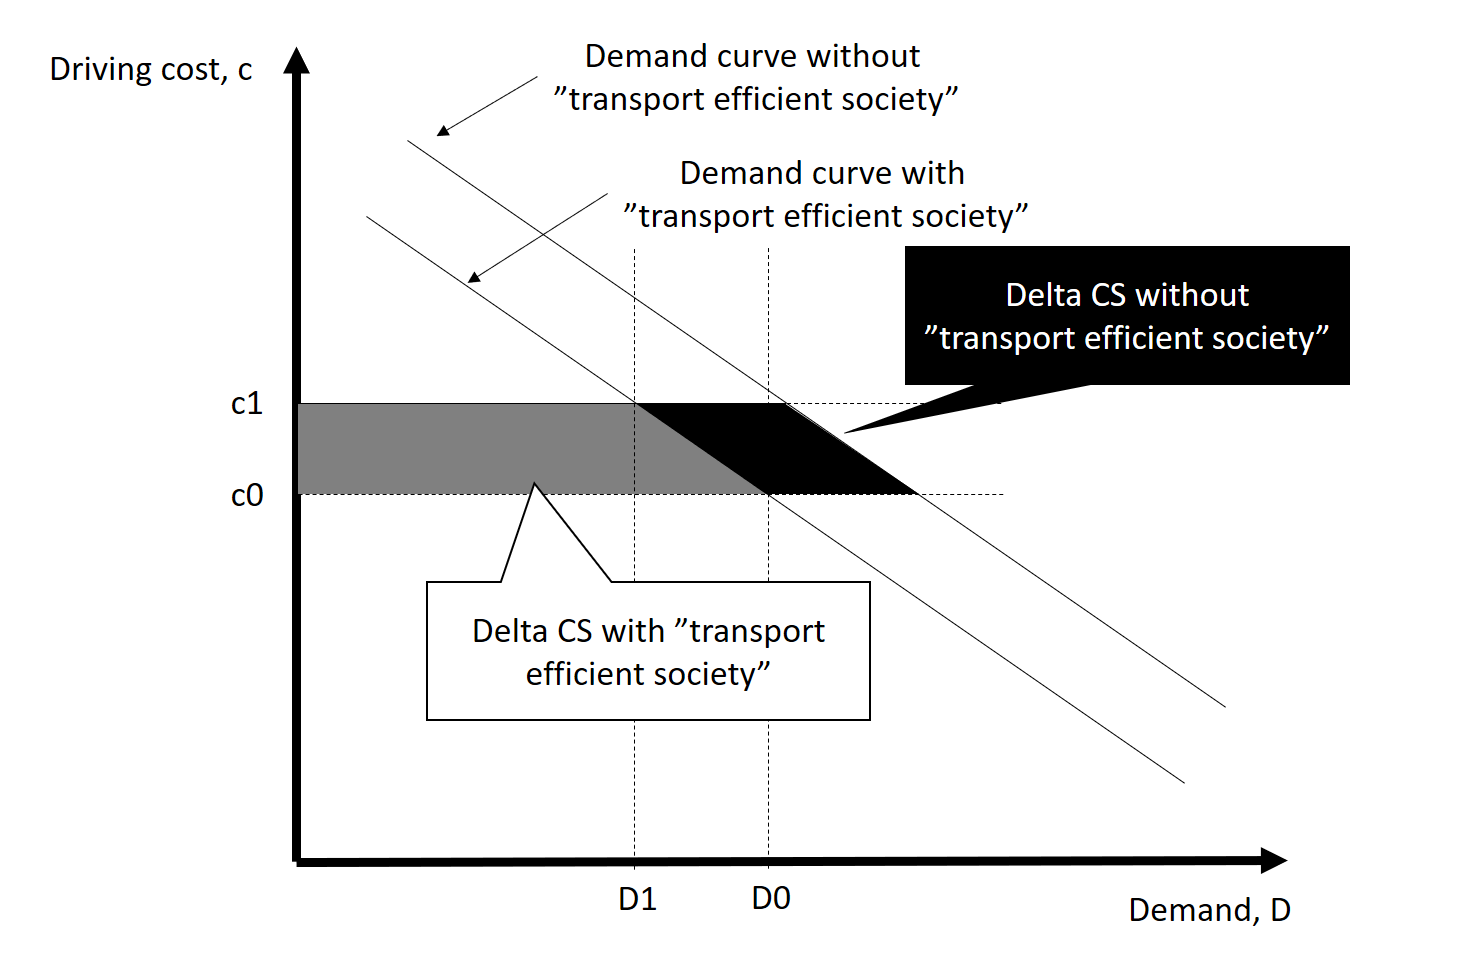 Driving cost, c
Demand curve without
”transport efficient society”
Demand curve with
”transport efficient society”
Delta CS without
”transport efficient society”
c1
c0
Delta CS with ”transport
efficient society”
D1
D0
Demand, D